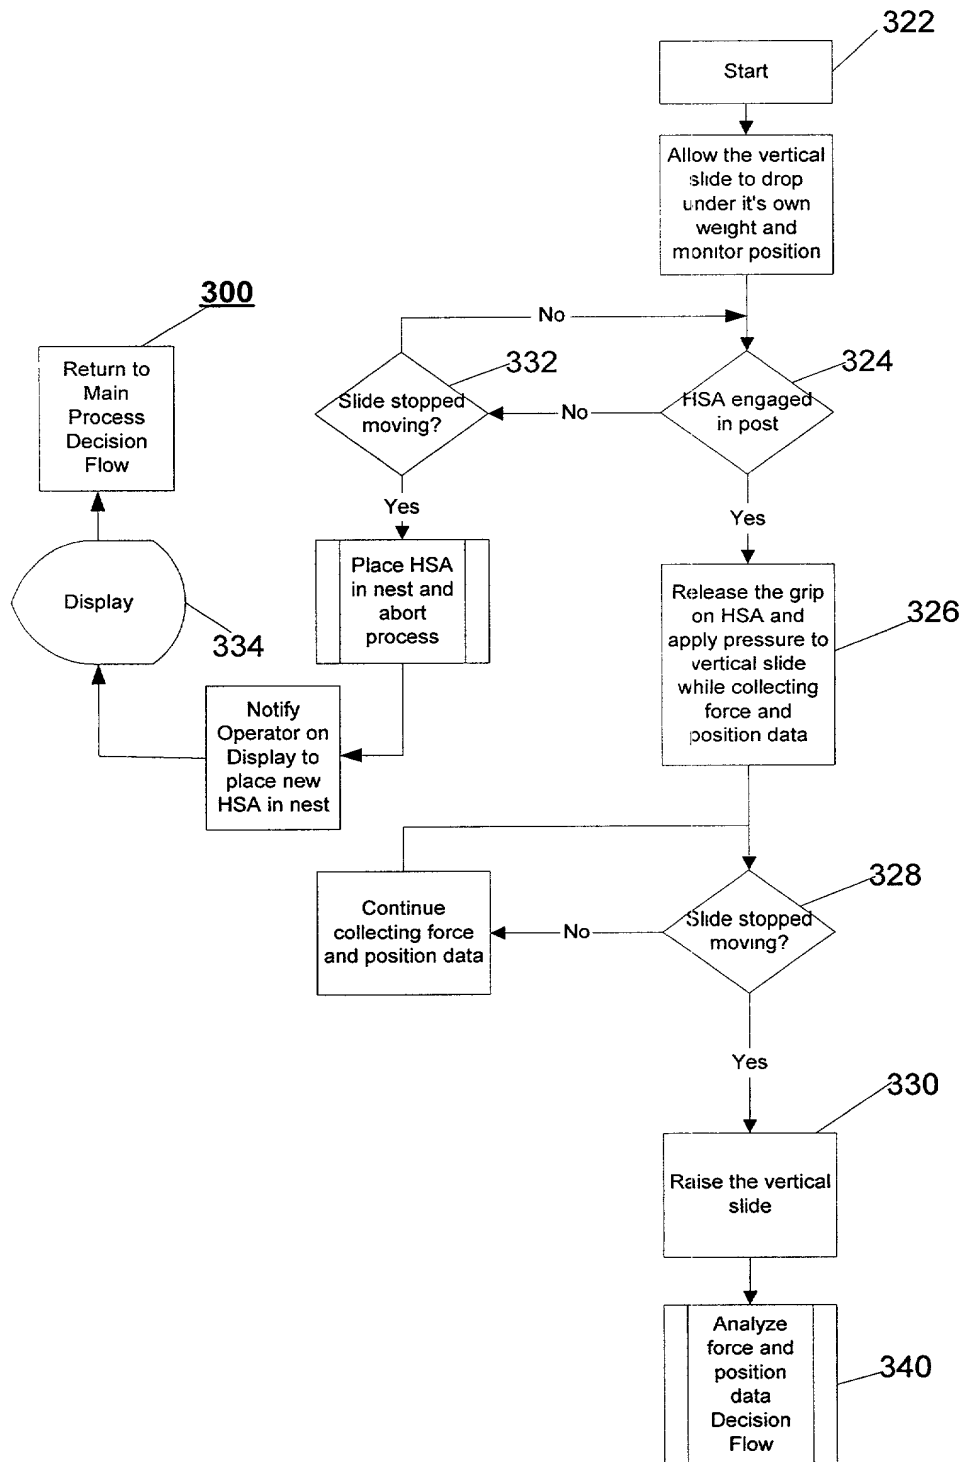 322
Start
Allow the vertical
slide to drop
under it's own
weight and
monitor position
300
No
Return to
Main
Process
Decision
Flow
332
324
Slide stopped
moving?
No
HSA engaged
in post
Yes
Yes
Display
334
Place HSA
in nest and
abort
process
Release the grip
on HSA and
apply pressure to
vertical slide
while collecting
force and
position data
326
Notify
Operator on
Display to
place new
HSA in nest
328
Continue
collecting force
and position data
No
Slide stopped
moving?
Yes
330
Raise the vertical
slide
Analyze
force and
position
data
Decision
Flow
340